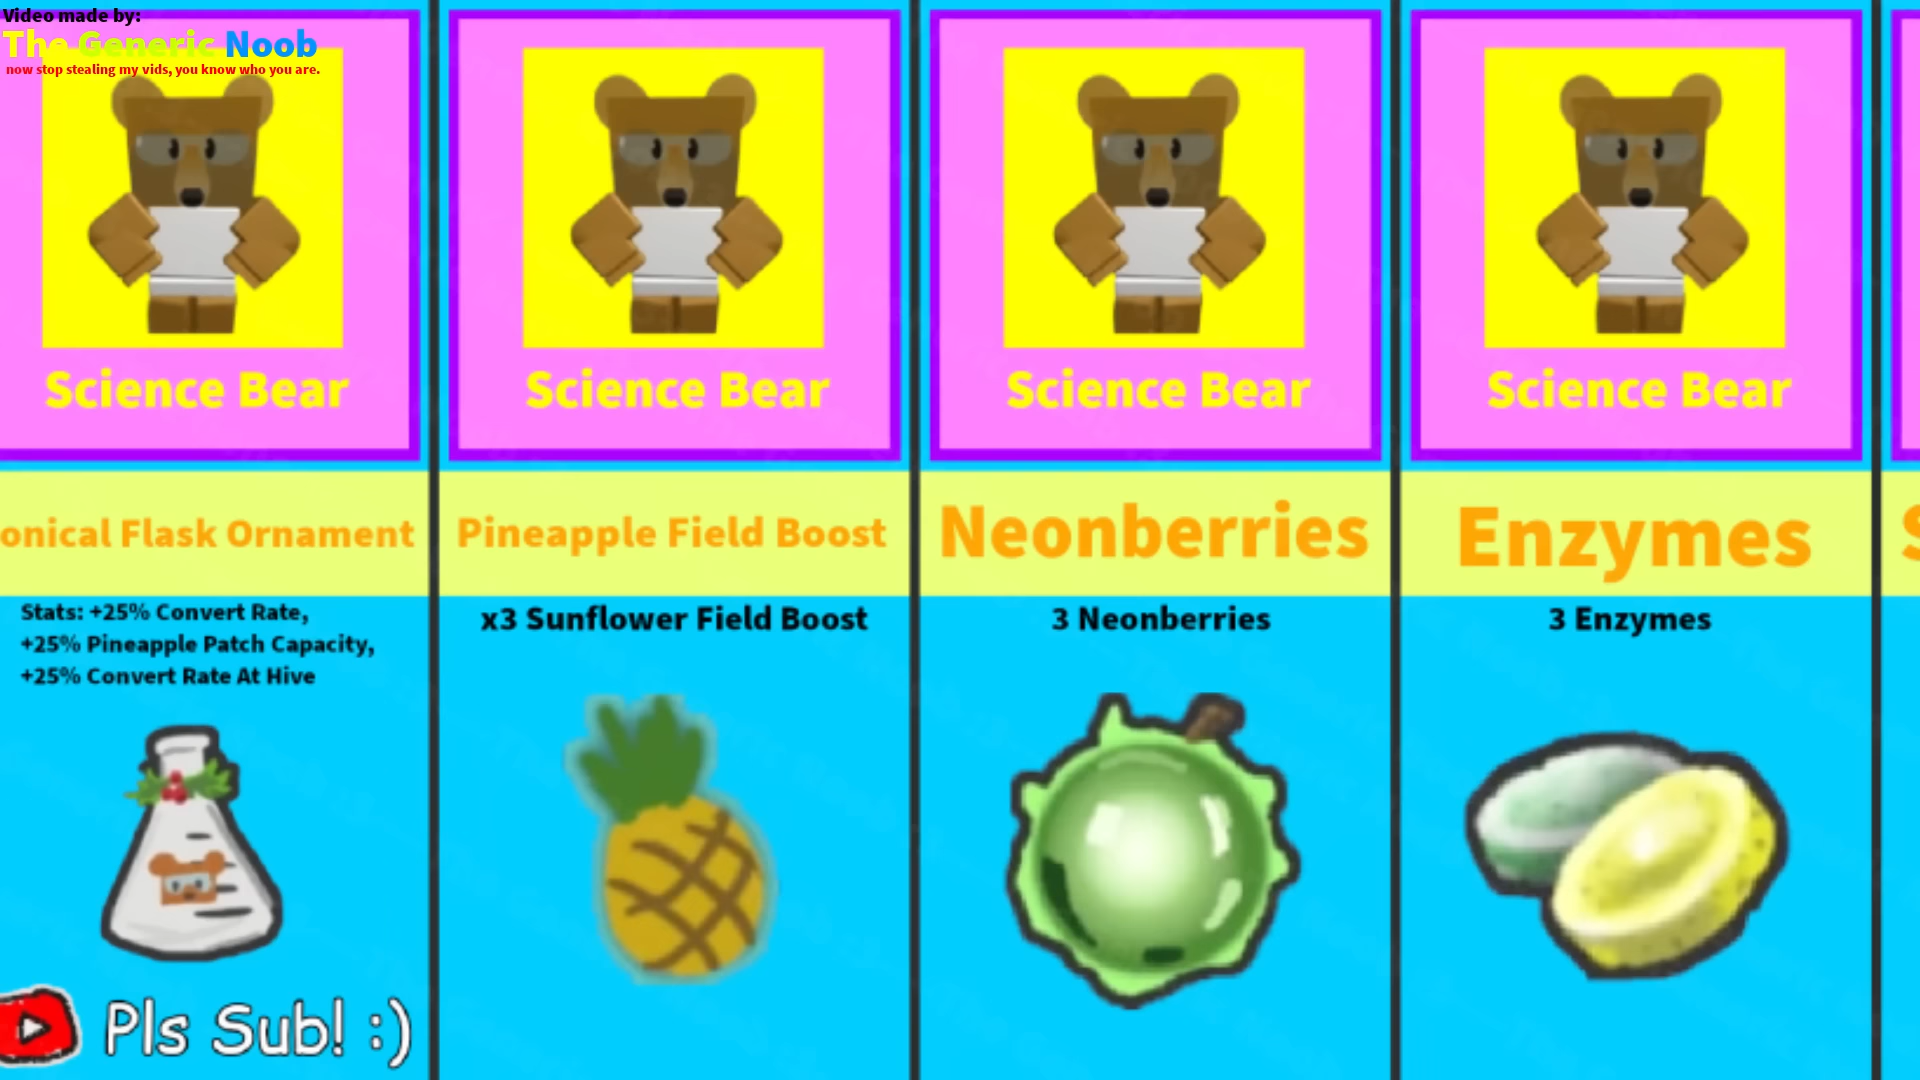 Video made by:
The Generic Noob
now stop stealing my vids, you know who you are.
Science Bear
Science Bear
Science Bear
Science Bear
onical Flask Ornament
Pineapple Field Boost
Neonberries
Enzymes
S
Stats: +25% Convert Rate,
+25% Pineapple Patch Capacity,
+25% Convert Rate At Hive
x3 Sunflower Field Boost
3 Neonberries
3 Enzymes
Pls Sub! :)